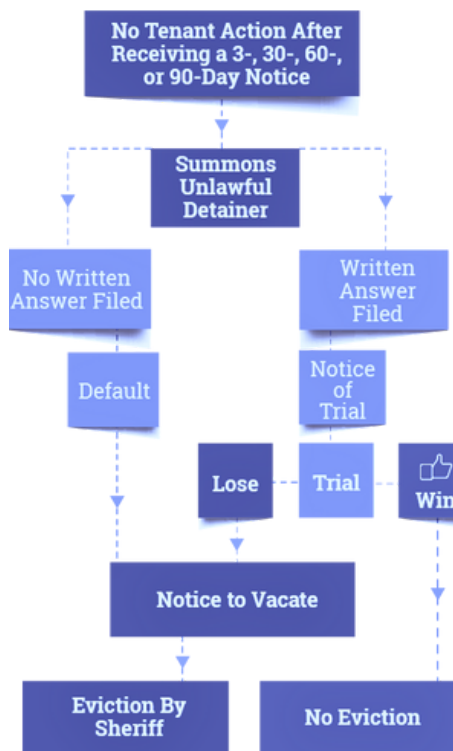 No Tenant Action After
Receiving a 3-, 30-, 60-,
or 90-Day Notice
Summons
Unlawful
Detainer
No Written
Answer Filed
Written
Answer
Filed
Default
Notice
of
Trial
Lose
Trial
Win
Notice to Vacate
Eviction By
Sheriff
No Eviction